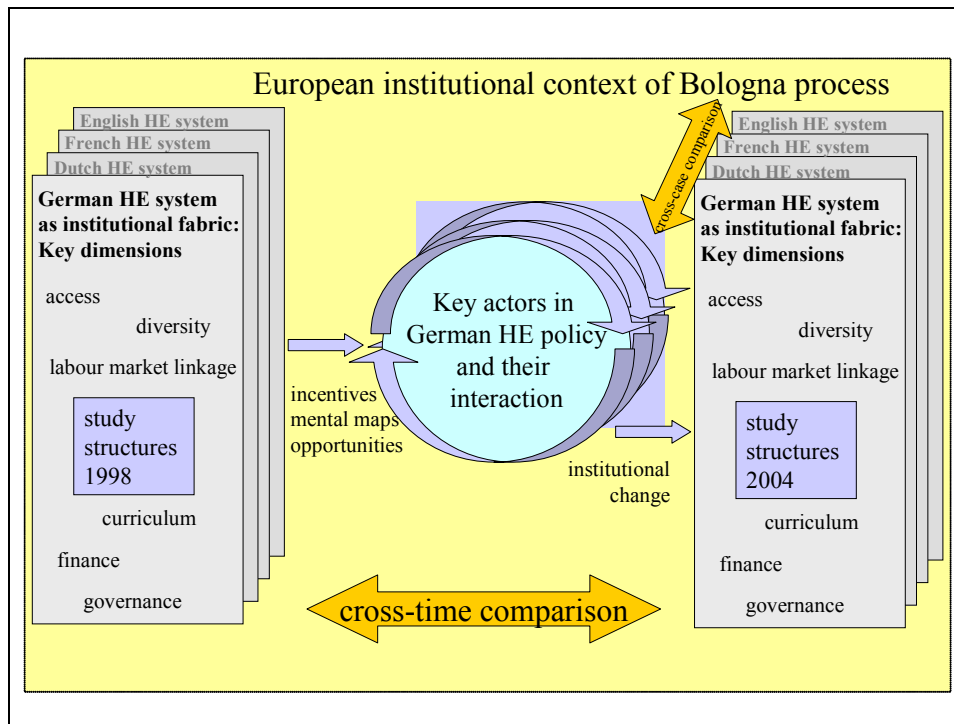 European institutional context of Bologna process
English HE system
French HE system
Dutch HE system
German HE system
as institutional fabric:
Key dimensions
access
diversity
labour market linkage
study
structures
1998
curriculum
finance
governance
incentives
mental maps
opportunities
Key actors in
German HE policy
and their
interaction
institutional
change
cross-case comparison
English HE system
French HE system
Dutch HE system
German HE system
as institutional fabric:
Key dimensions
access
diversity
labour market linkage
study
structures
2004
curriculum
finance
governance
cross-time comparison